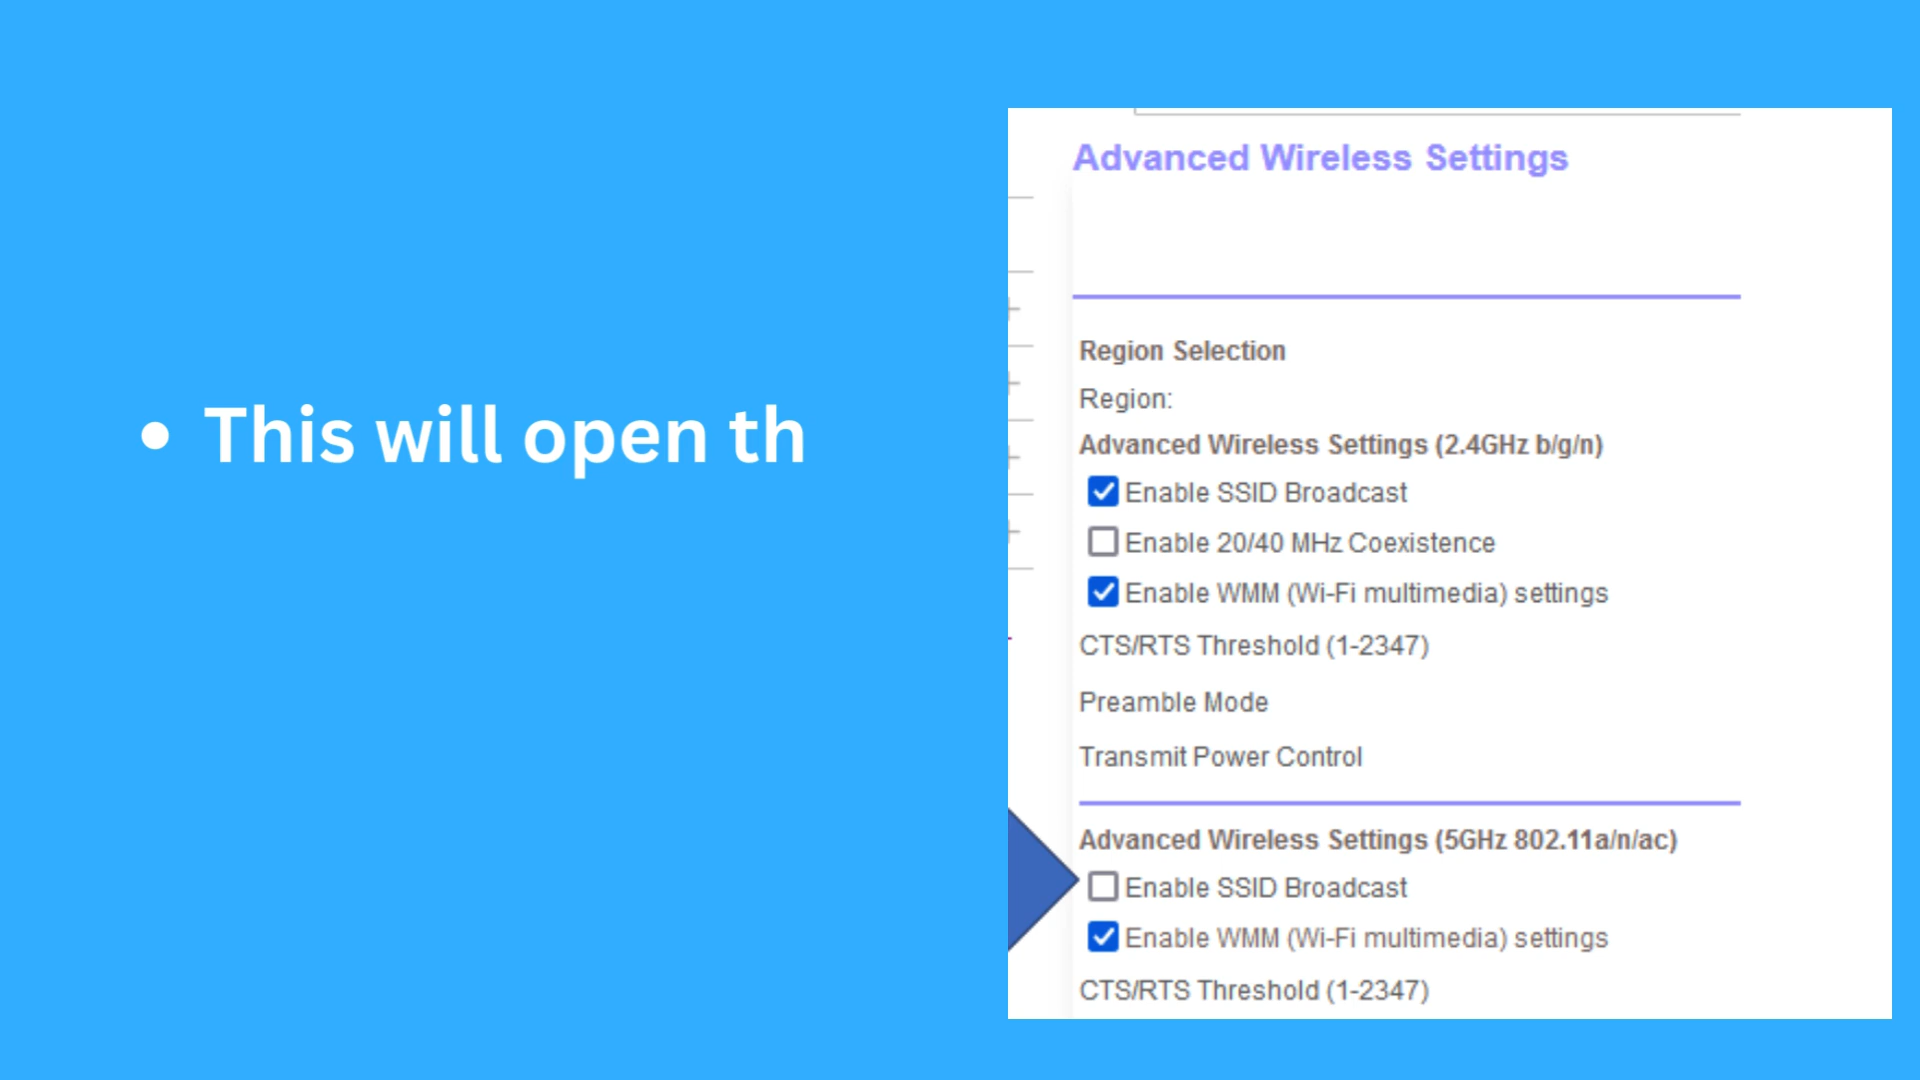 • This will open th
Advanced Wireless Settings
Region Selection
Region:
Advanced Wireless Settings (2.4GHz b/g/n)
Enable SSID Broadcast
Enable 20/40 MHz Coexistence
Enable WMM (Wi-Fi multimedia) settings
CTS/RTS Threshold (1-2347)
Preamble Mode
Transmit Power Control
Advanced Wireless Settings (5GHz 802.11a/n/ac)
Enable SSID Broadcast
Enable WMM (Wi-Fi multimedia) settings
CTS/RTS Threshold (1-2347)